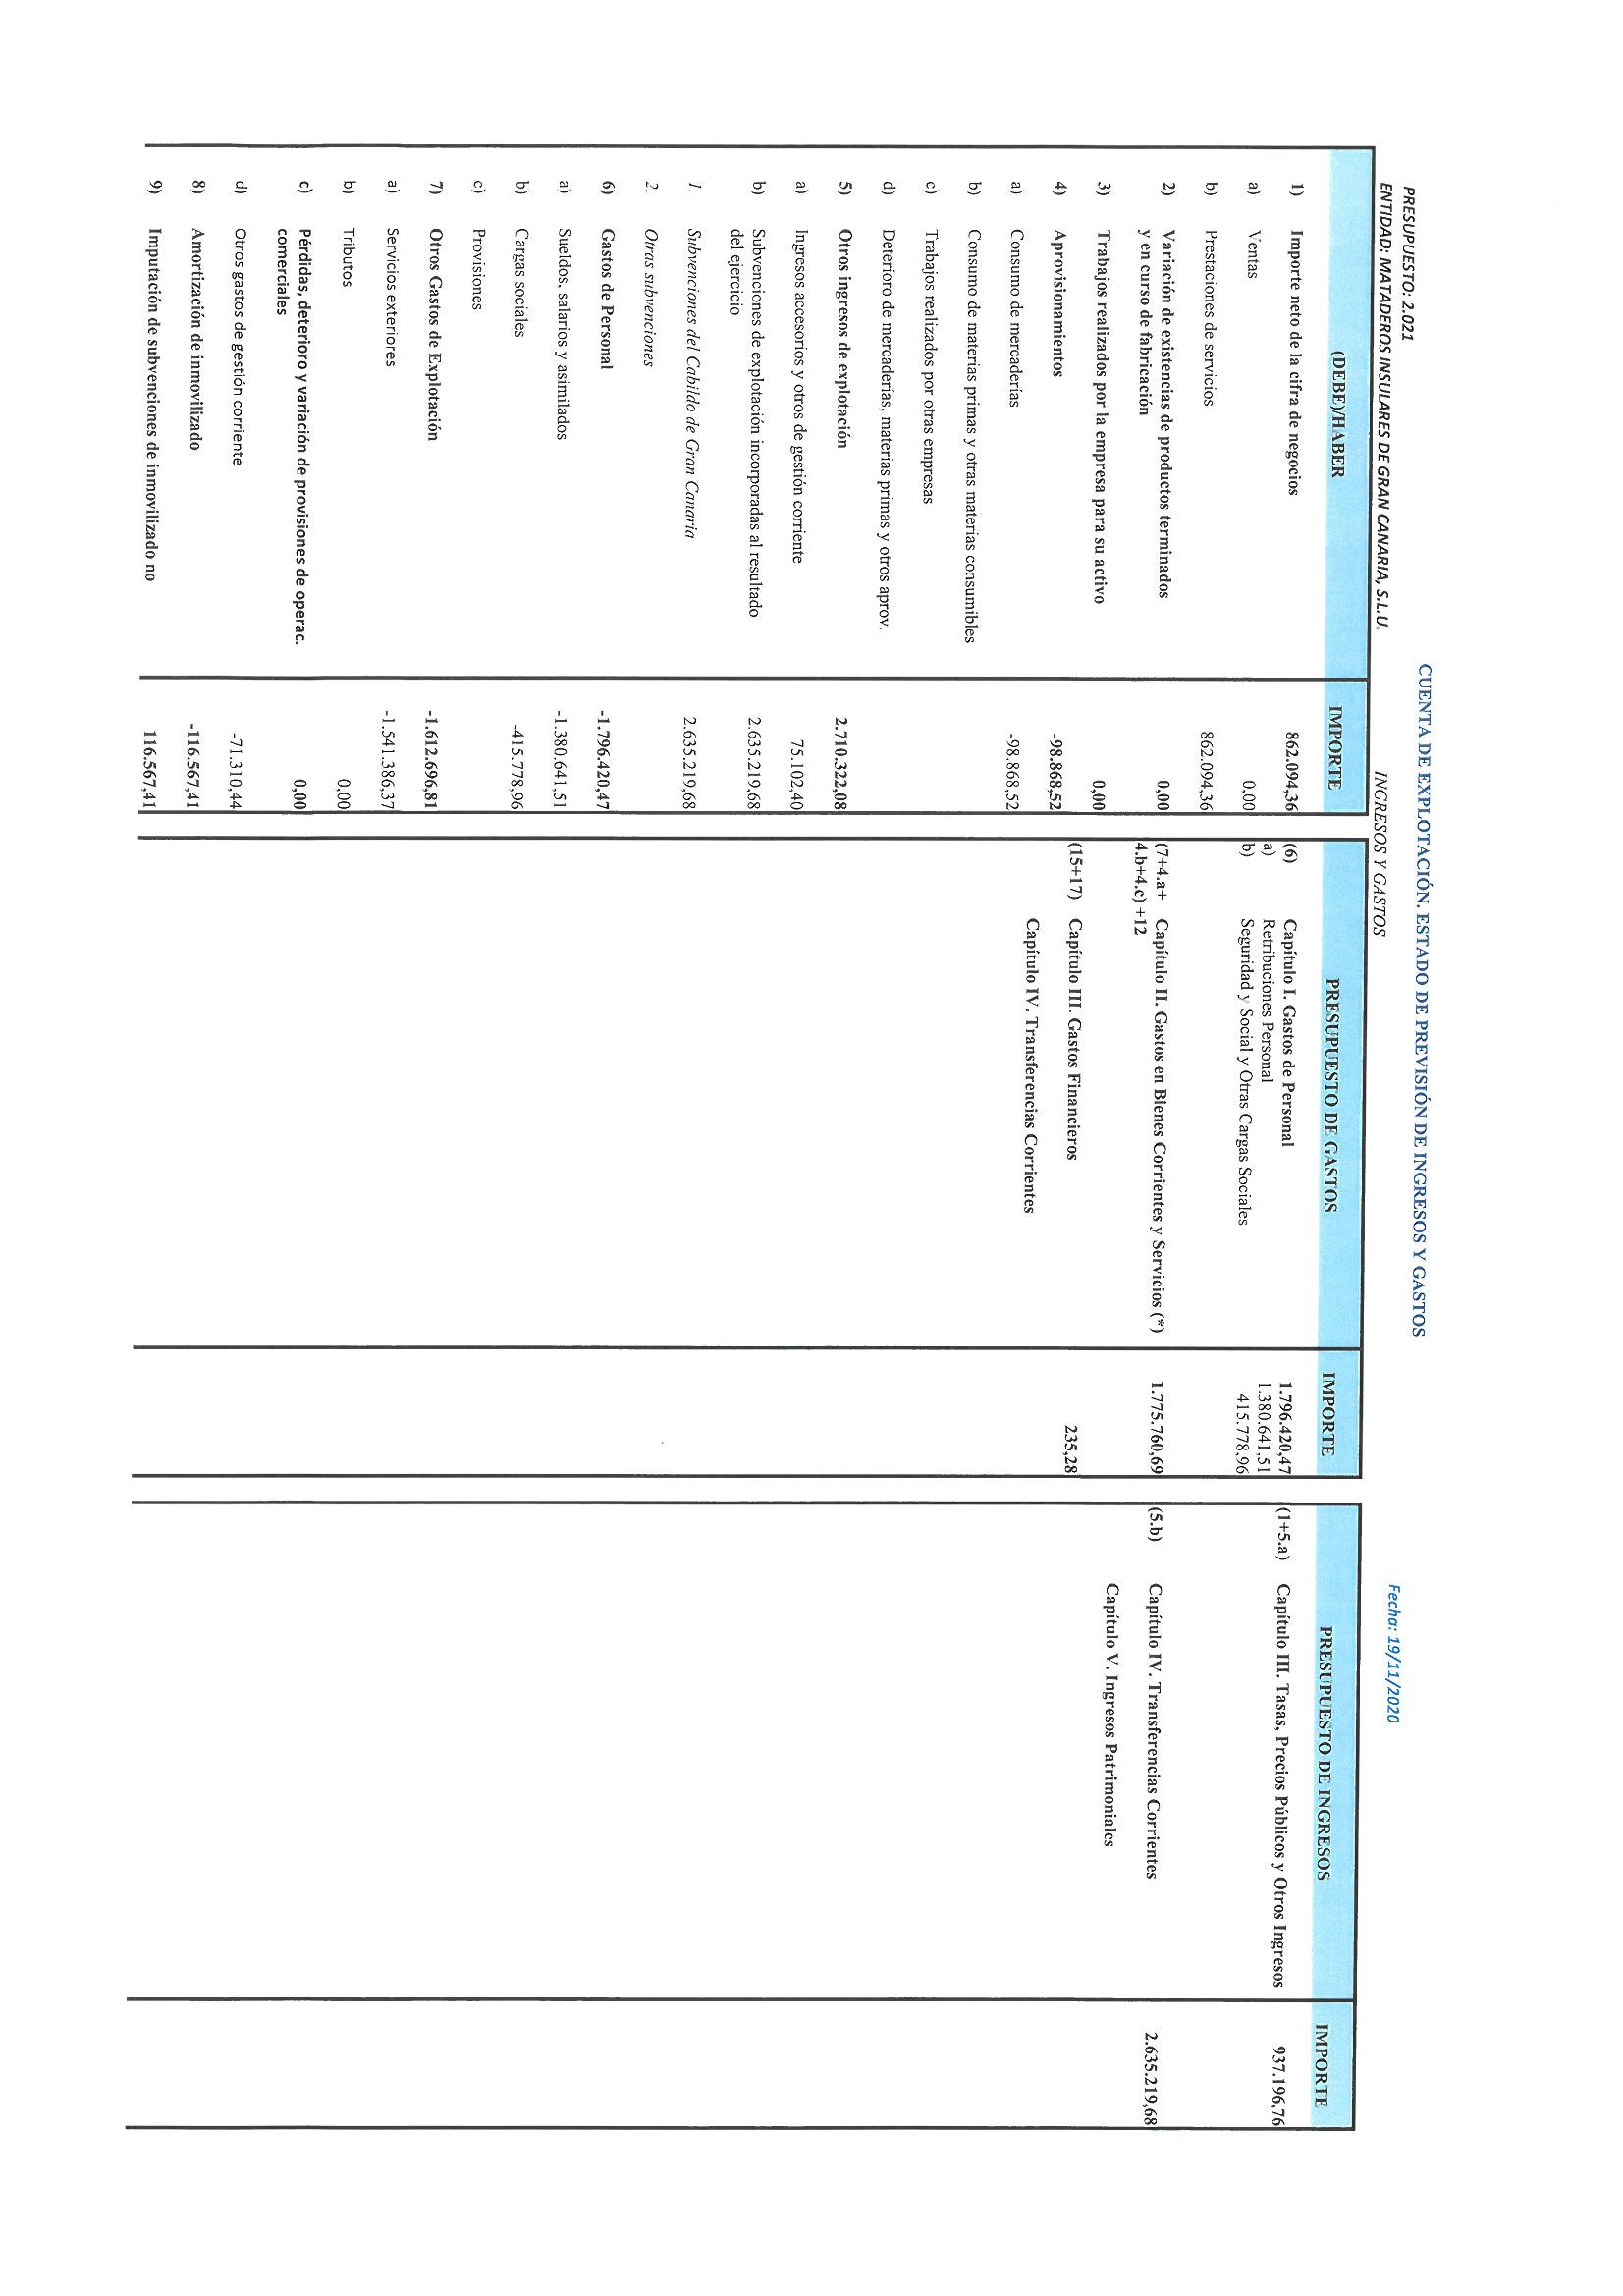 CUENTA DE EXPLOTACIÓN. ESTADO DE PREVISIÓN DE INGRESOS Y GASTOS
PRESUPUESTO: 2.021
ENTIDAD: MATADEROS INSULARES DE GRAN CANARIA, S.L.U.
INGRESOS Y GASTOS
Fecha: 19/11/2020
(DEBE)/HABER IMPORTE
1) Importe neto de la cifra de negocios 862.094,36
a) Ventas 0,00
b) Prestaciones de servicios 862.094,36
2) Variación de existencias de productos terminados
y en curso de fabricación 0,00
3) Trabajos realizados por la empresa para su activo 0,00
4) Aprovisionamientos -98.868,52
a) Consumo de mercaderías -98.868,52
b) Consumo de materias primas y otras materias consumibles
c) Trabajos realizados por otras empresas
d) Deterioro de mercaderías, materias primas y otros aprov.
5) Otros ingresos de explotación 2.710.322,08
a) Ingresos accesorios y otros de gestión corriente 75.102,40
b) Subvenciones de explotación incorporadas al resultado
del ejercicio 2.635.219,68
1. Subvenciones del Cabildo de Gran Canaria 2.635.219,68
2. Otras subvenciones
6) Gastos de Personal -1.796.420,47
a) Sueldos, salarios y asimilados -1.380.641,51
b) Cargas sociales -415.778,96
c) Provisiones
7) Otros Gastos de Explotación -1.612.696,81
a) Servicios exteriores -1.541.386,37
b) Tributos 0,00
c) Pérdidas, deterioro y variación de provisiones de operac.
comerciales 0,00
d) Otros gastos de gestión corriente -71.310,44
8) Amortización de inmovilizado -116.567,41
9) Imputación de subvenciones de inmovilizado no 116.567,41
PRESUPUESTO DE GASTOS IMPORTE
(6) Capítulo I. Gastos de Personal 1.796.420,47
a) Retribuciones Personal 1.380.641,51
b) Seguridad y Social y Otras Cargas Sociales 415.778,96
(7+4.a+ Capítulo II. Gastos en Bienes Corrientes y Servicios (*) 1.775.760,69
4.b+4.c) +12
(15+17) Capítulo III. Gastos Financieros 235,28
Capítulo IV. Transferencias Corrientes
PRESUPUESTO DE INGRESOS IMPORTE
(1+5.a) Capítulo III. Tasas, Precios Públicos y Otros Ingresos 937.196,76
(5.b) Capítulo IV. Transferencias Corrientes 2.635.219,68
Capítulo V. Ingresos Patrimoniales